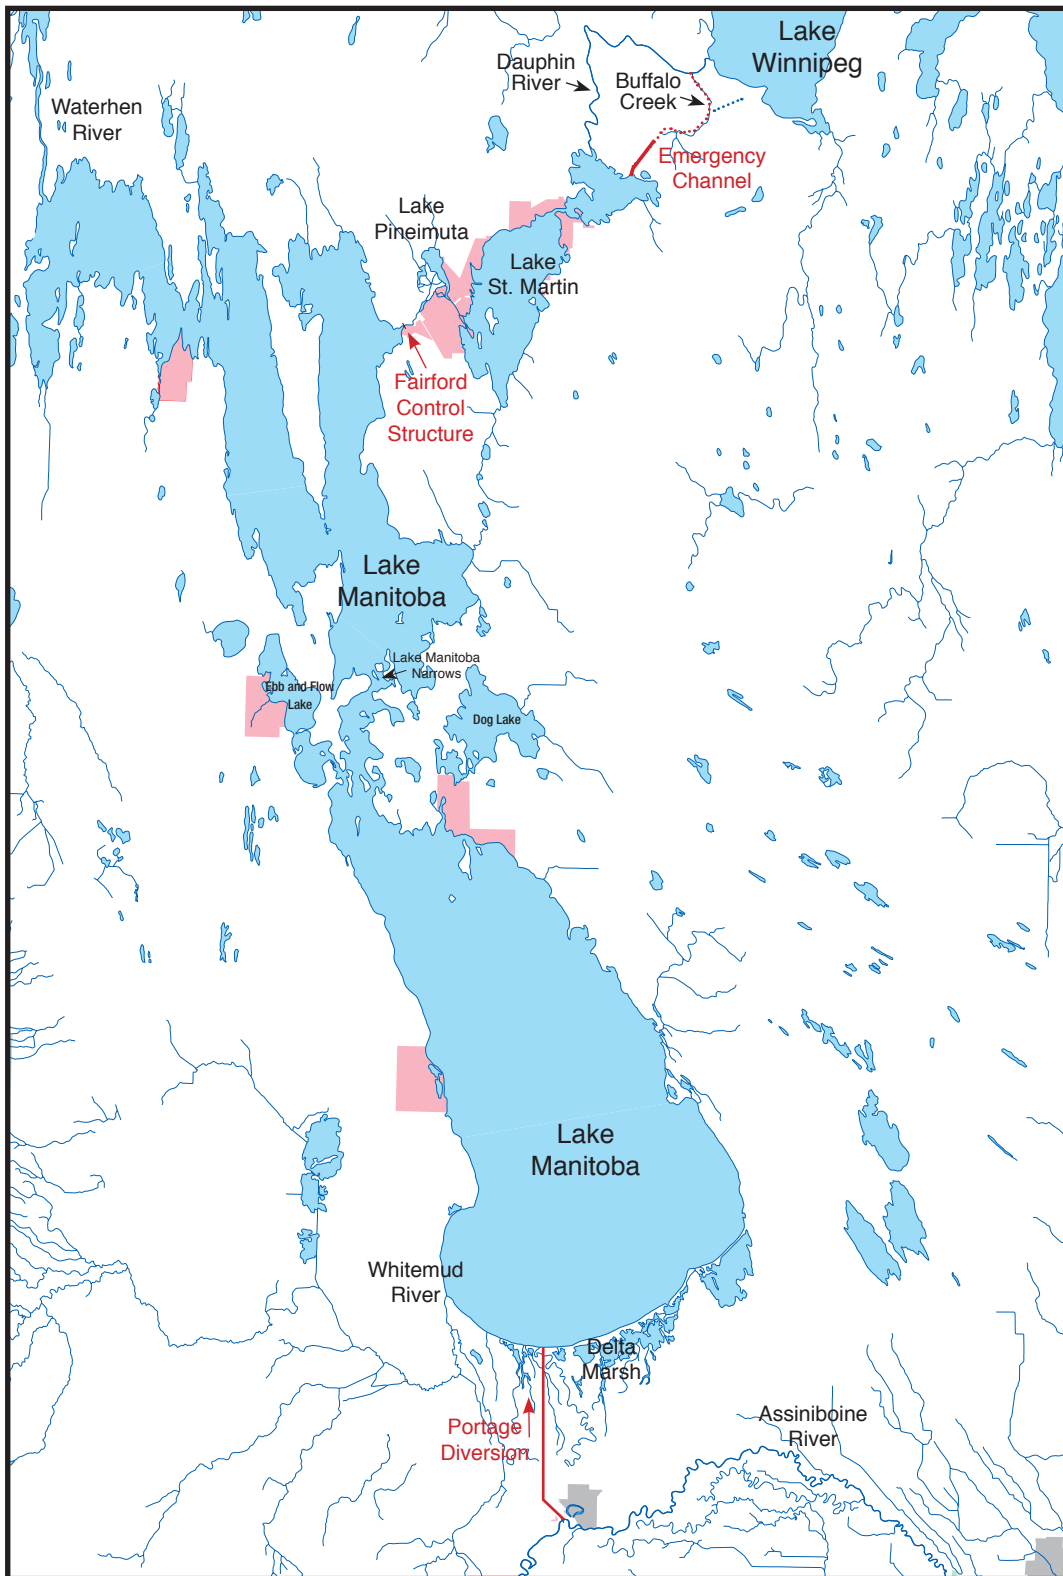 Lake
Winnipeg
Dauphin
River
Buffalo
Creek
Waterhen
River
Emergency
Channel
Lake
Pineimuta
Lake
St. Martin
Fairford
Control
Structure
Lake
Manitoba
Lake Manitoba
Narrows
Ebb and Flow
Lake
Dog Lake
Lake
Manitoba
Whitemud
River
Delta
Marsh
Portage
Diversion
Assiniboine
River